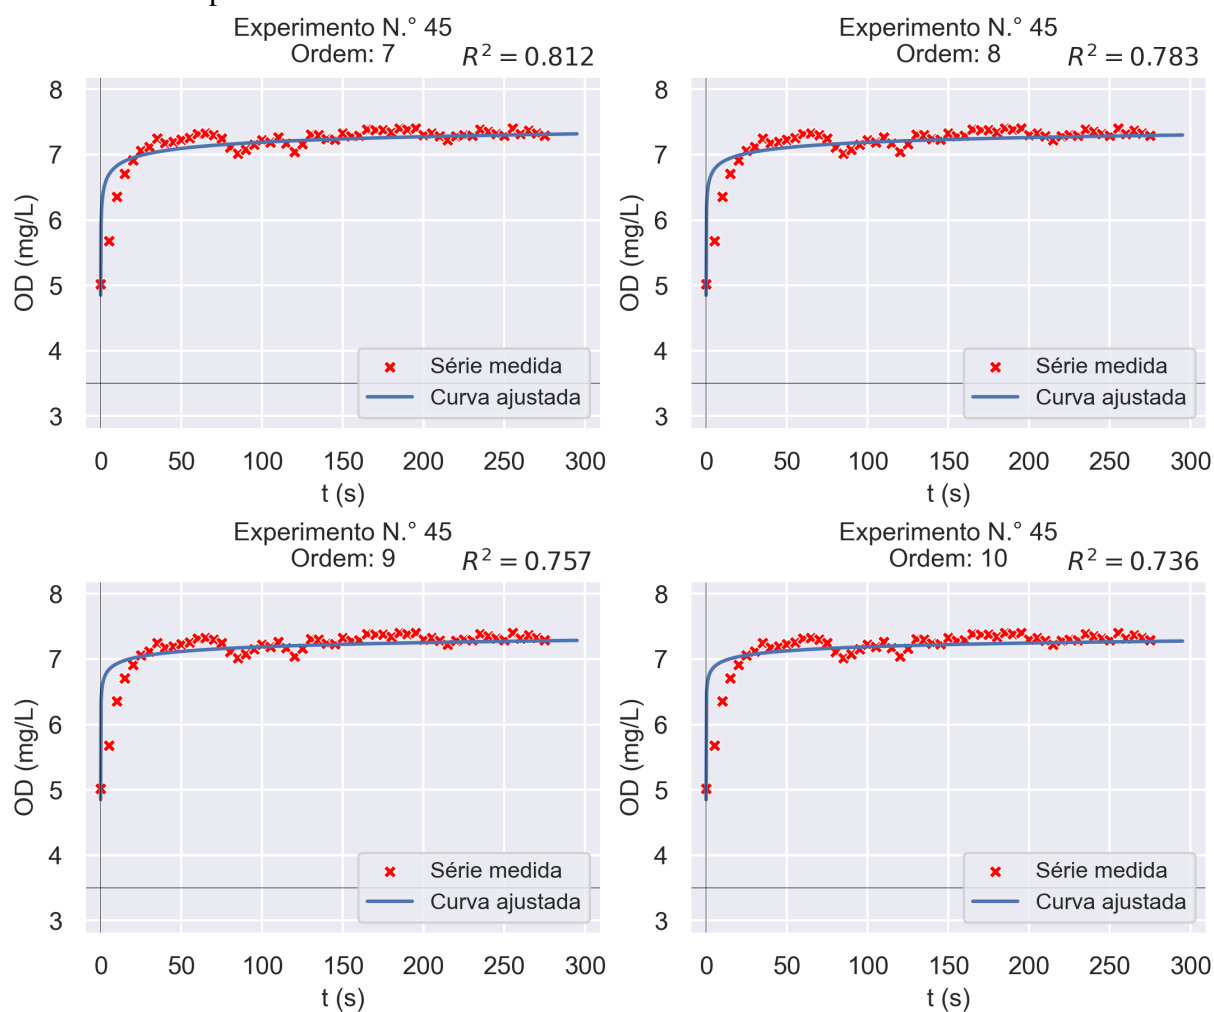 Experimento N.° 45
Ordem: 7
R² = 0.812
8
7
6
5
4
3
OD (mg/L)
Série medida
Curva ajustada
0 50 100 150 200 250 300
t (s)
Experimento N.° 45
Ordem: 8
R² = 0.783
8
7
6
5
4
3
OD (mg/L)
Série medida
Curva ajustada
0 50 100 150 200 250 300
t (s)
Experimento N.° 45
Ordem: 9
R² = 0.757
8
7
6
5
4
3
OD (mg/L)
Série medida
Curva ajustada
0 50 100 150 200 250 300
t (s)
Experimento N.° 45
Ordem: 10
R² = 0.736
8
7
6
5
4
3
OD (mg/L)
Série medida
Curva ajustada
0 50 100 150 200 250 300
t (s)